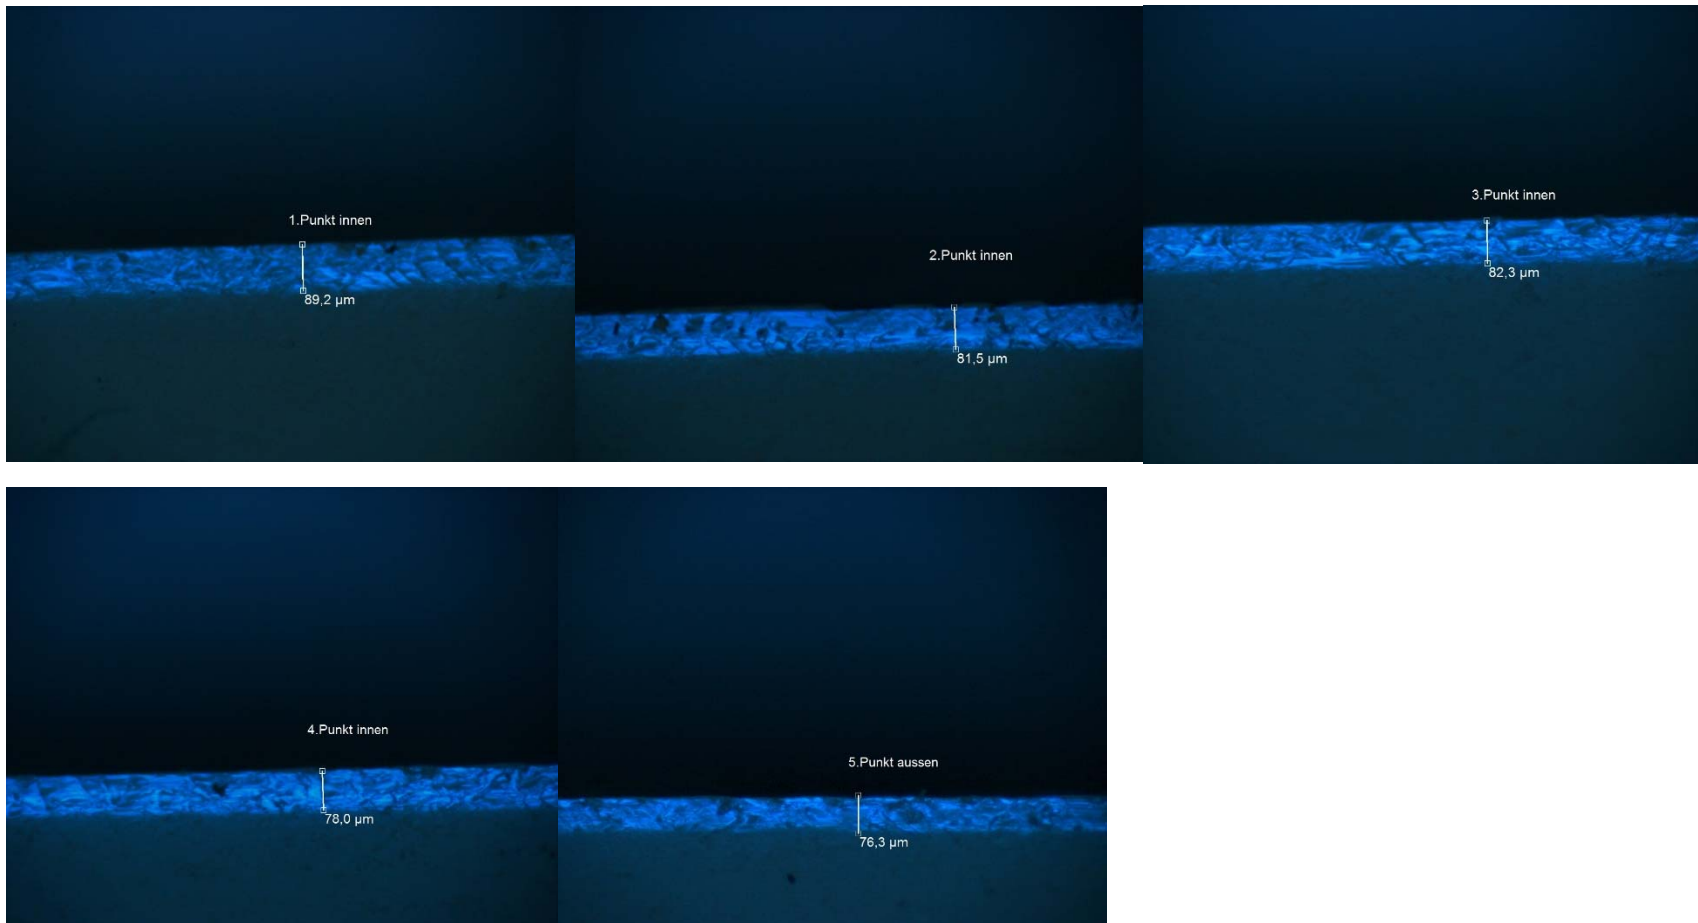 1.Punkt innen
89,2 µm
2.Punkt innen
81,5 µm
3.Punkt innen
82,3 µm
4.Punkt innen
78,0 µm
5.Punkt aussen
76,3 µm